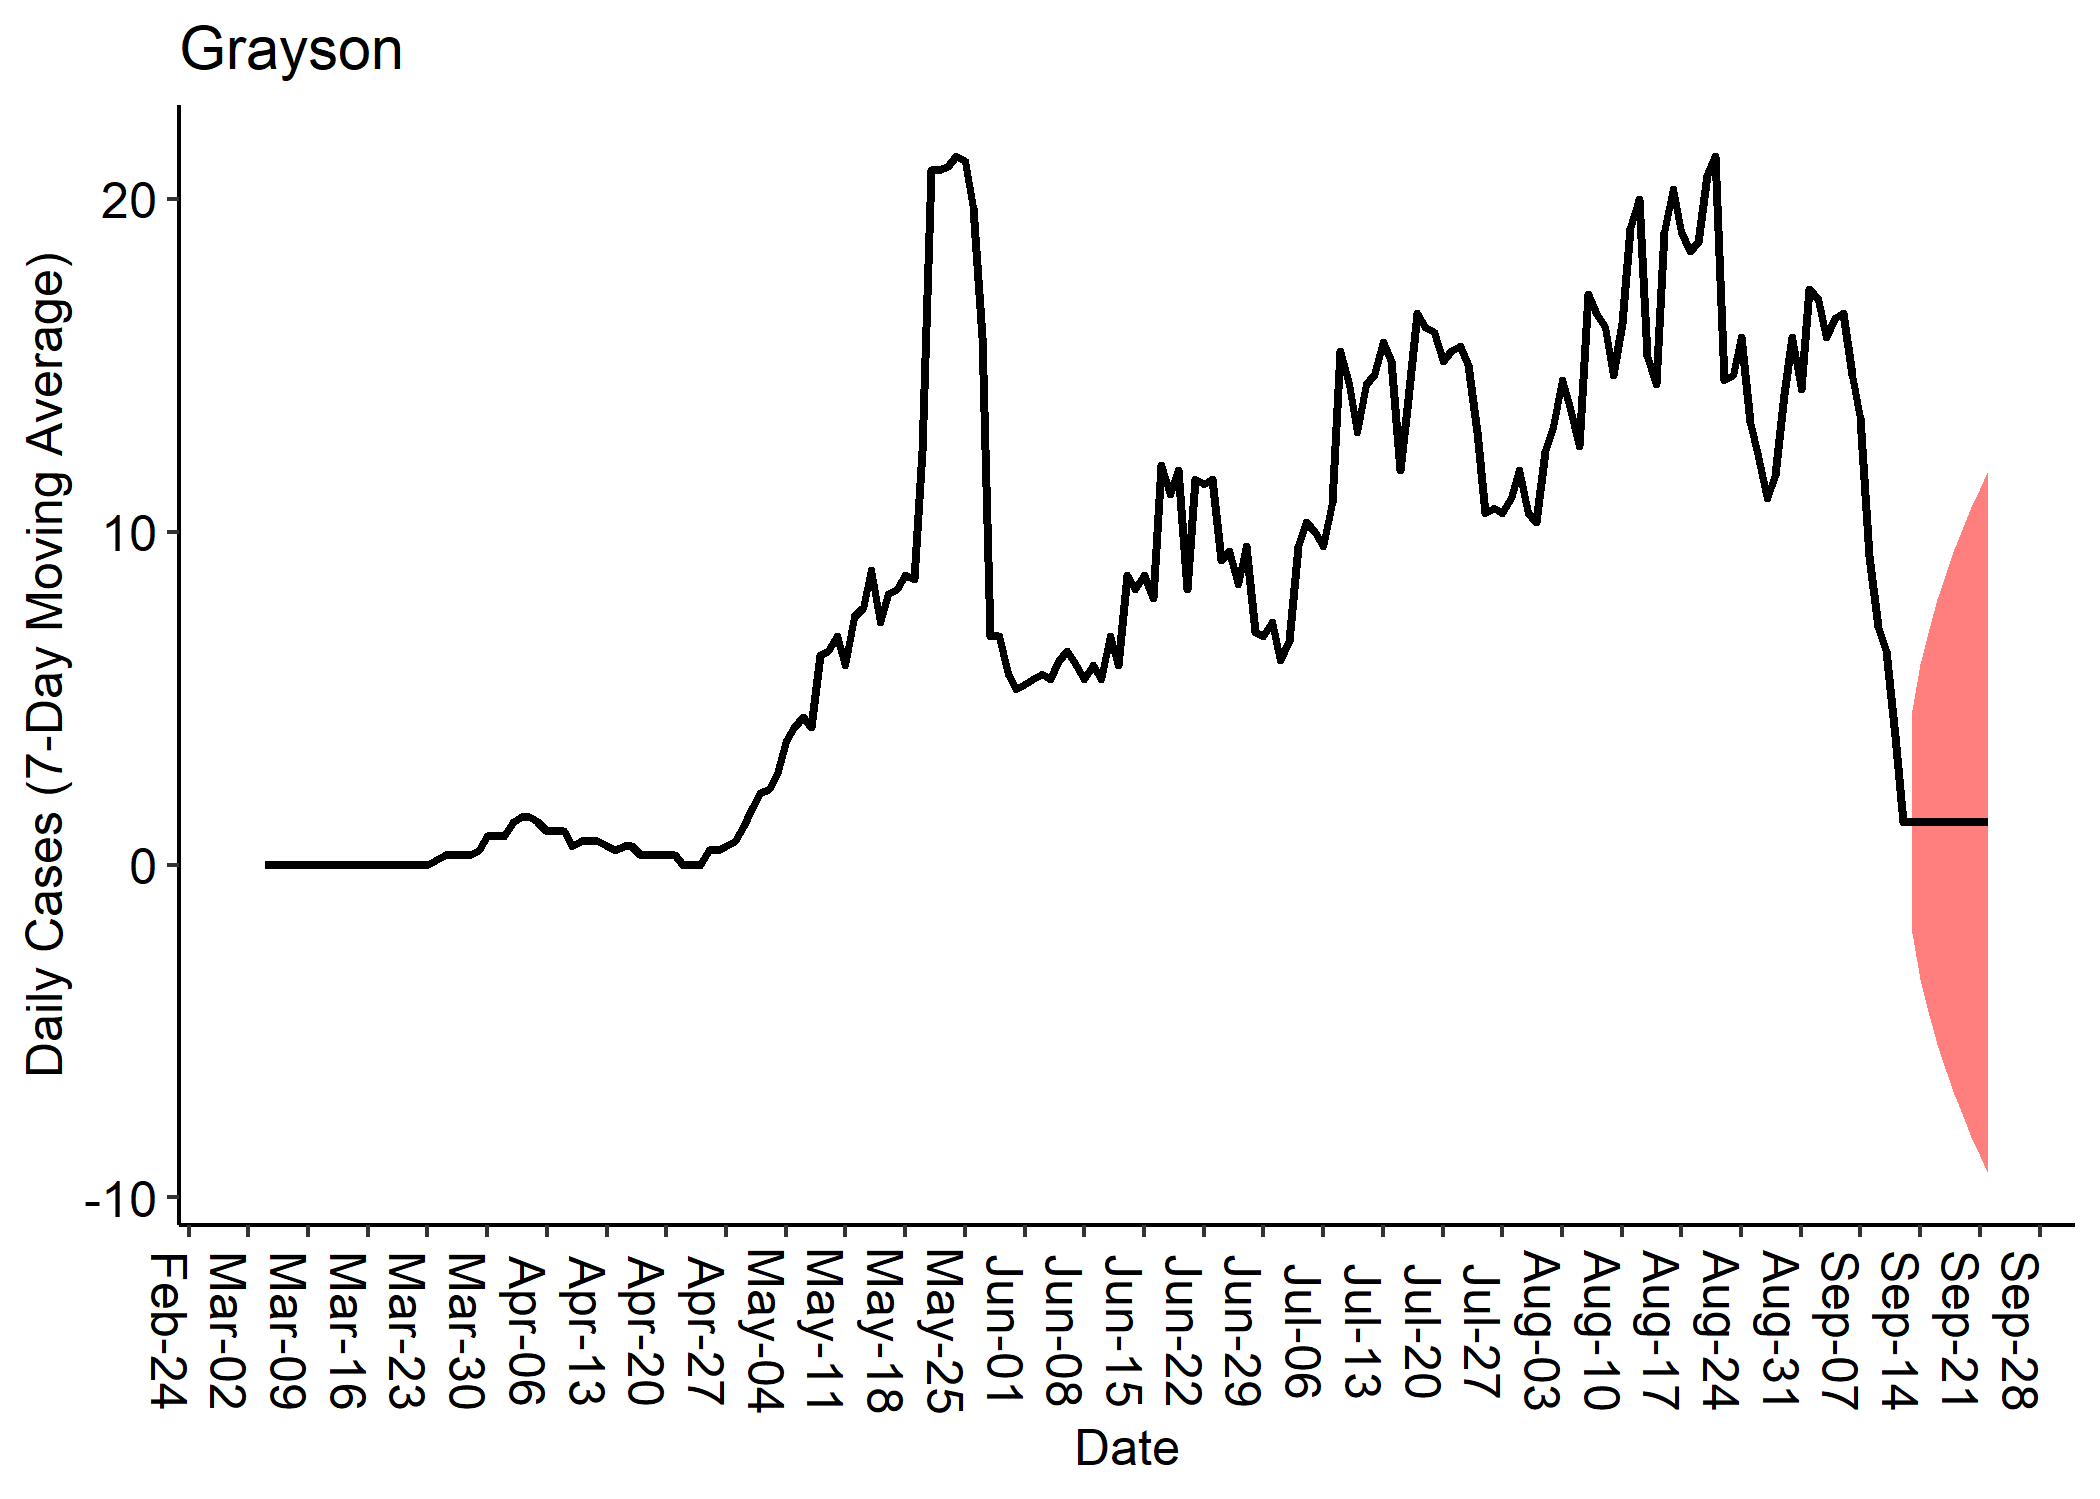 Grayson
Daily Cases (7-Day Moving Average)
20
10
0
-10
Feb-24
Mar-02
Mar-09
Mar-16
Mar-23
Mar-30
Apr-06
Apr-13
Apr-20
Apr-27
May-04
May-11
May-18
May-25
Jun-01
Jun-08
Jun-15
Jun-22
Jun-29
Jul-06
Jul-13
Jul-20
Jul-27
Aug-03
Aug-10
Aug-17
Aug-24
Aug-31
Sep-07
Sep-14
Sep-21
Sep-28
Date